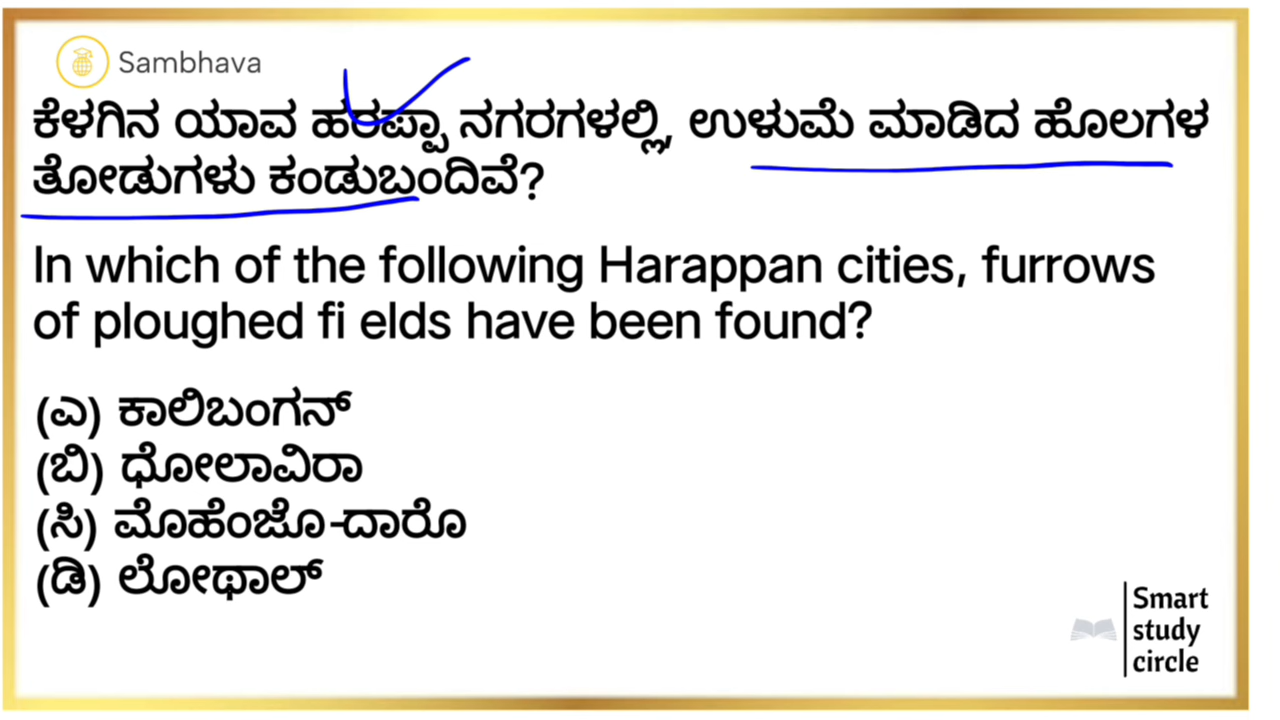 Sambhava
ಕೆಳಗಿನ ಯಾವ ಹರಪ್ಪಾ ನಗರಗಳಲ್ಲಿ, ಉಳುಮೆ ಮಾಡಿದ ಹೊಲಗಳ
ತೋಡುಗಳು ಕಂಡುಬಂದಿವೆ?
In which of the following Harappan cities, furrows
of ploughed fi elds have been found?
(ಎ) ಕಾಲಿಬಂಗನ್
(ಬಿ) ಧೋಲಾವಿರಾ
(ಸಿ) ಮೊಹೆಂಜೊ-ದಾರೊ
(ಡಿ) ಲೋಥಾಲ್
Smart
study
circle